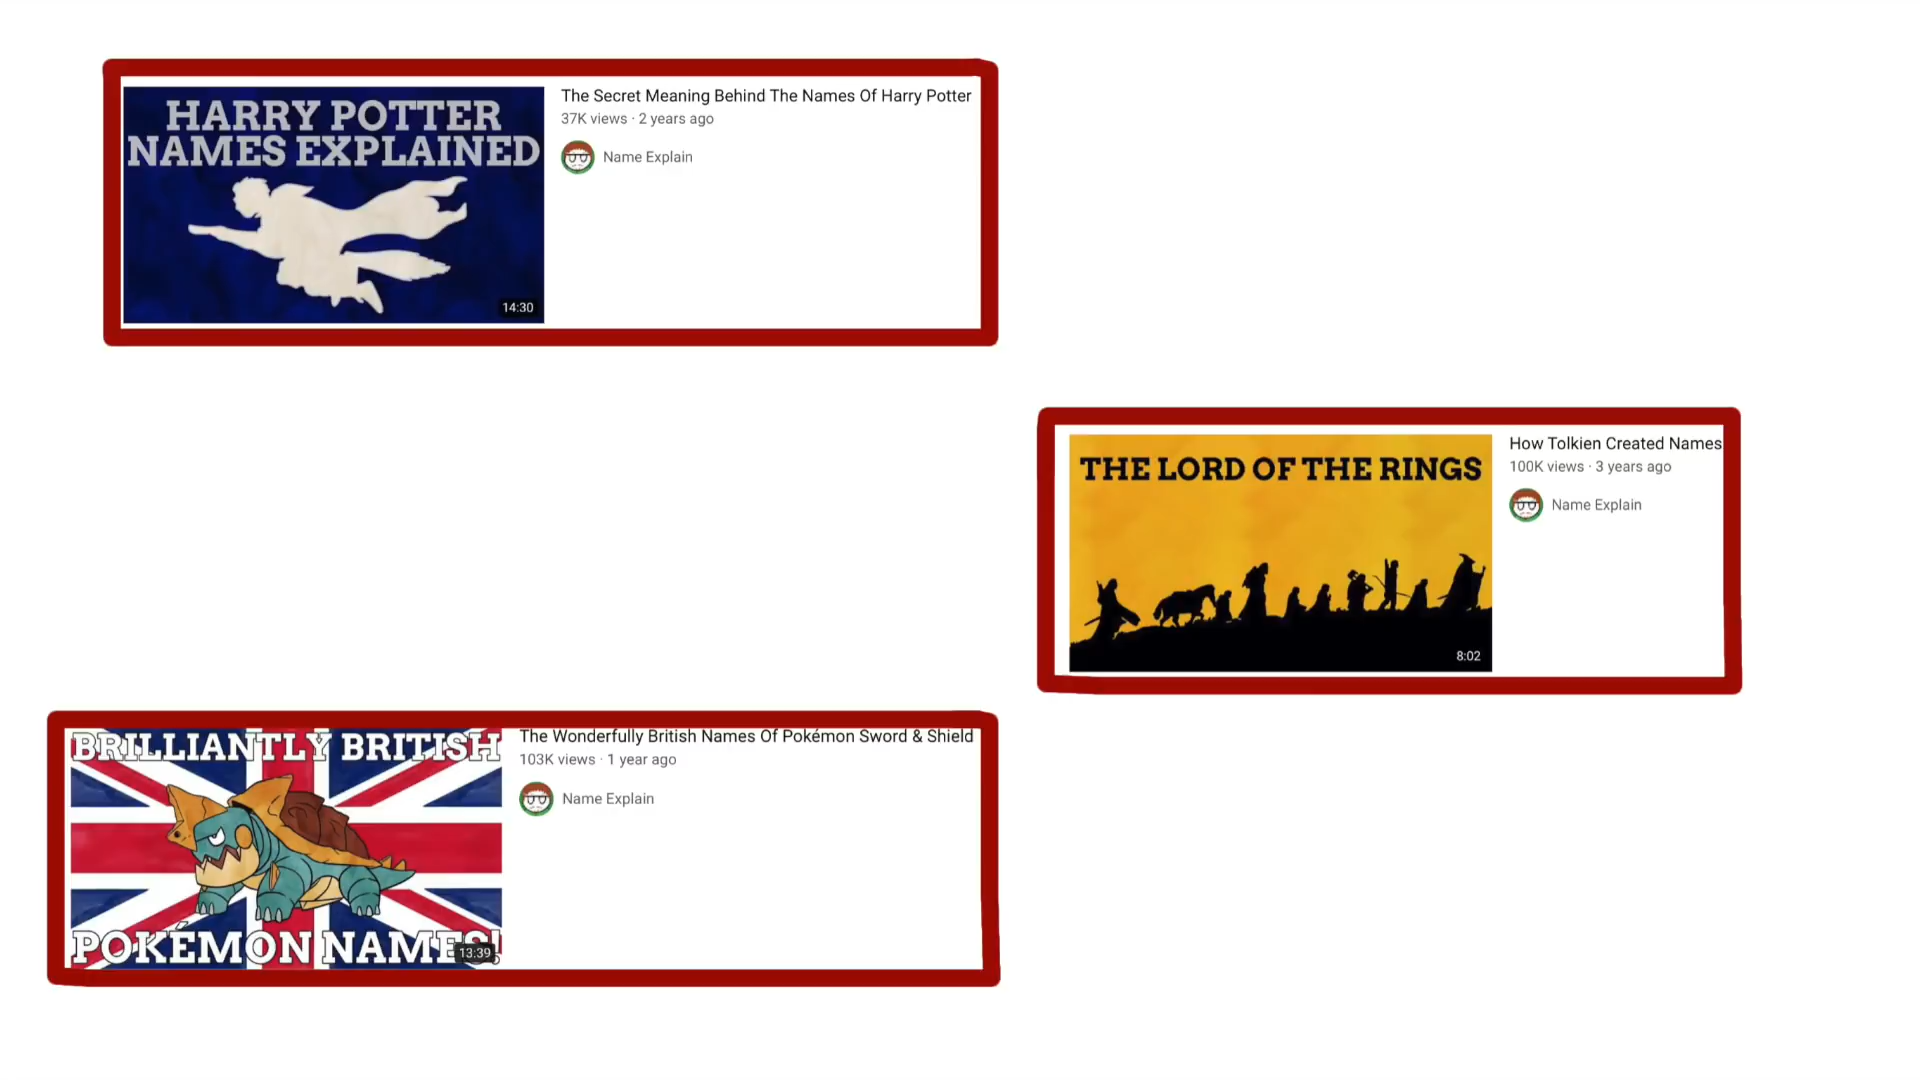 HARRY POTTER
NAMES EXPLAINED
14:30
The Secret Meaning Behind The Names Of Harry Potter
37K views · 2 years ago
Name Explain
THE LORD OF THE RINGS
8:02
How Tolkien Created Names
100K views · 3 years ago
Name Explain
BRILLIANTLY BRITISH
POKÉMON NAMES!
13:39
The Wonderfully British Names Of Pokémon Sword & Shield
103K views · 1 year ago
Name Explain